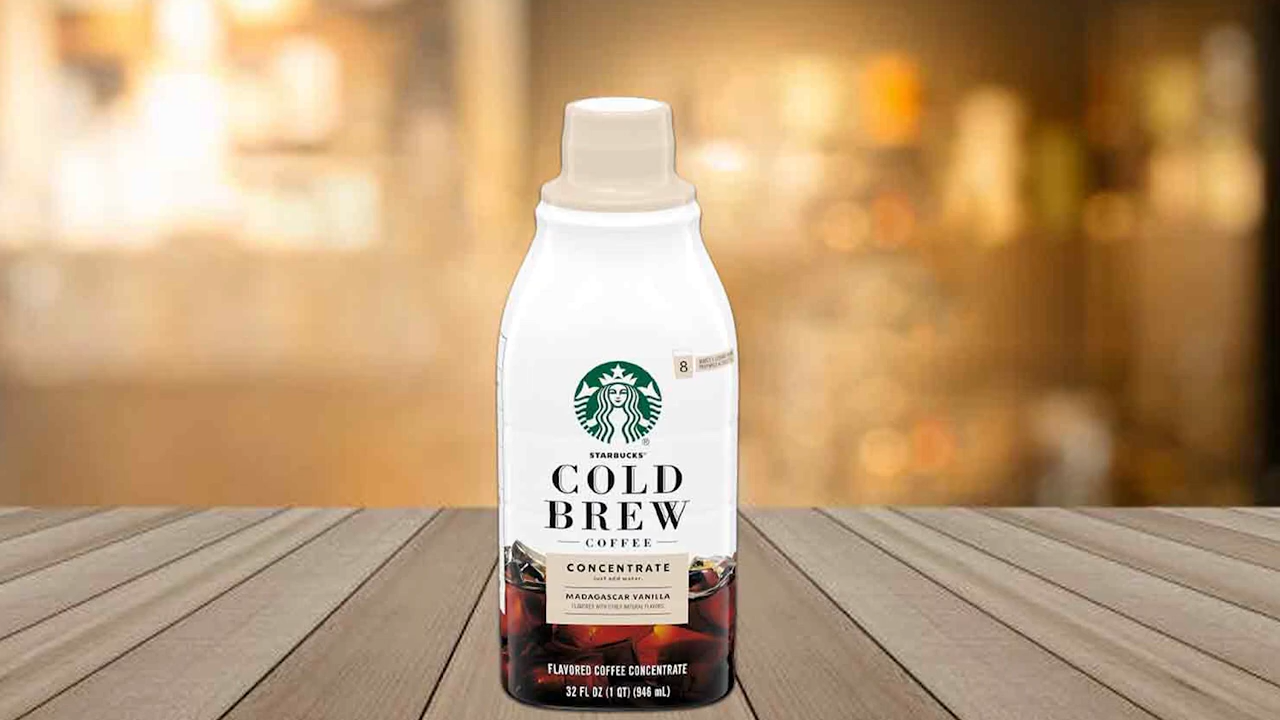 8
STARBUCKS™
COLD
BREW
COFFEE
CONCENTRATE
Just add water.
MADAGASCAR VANILLA
FLAVORED WITH OTHER NATURAL FLAVORS
FLAVORED COFFEE CONCENTRATE
32 FL OZ (1 QT) (946 mL)